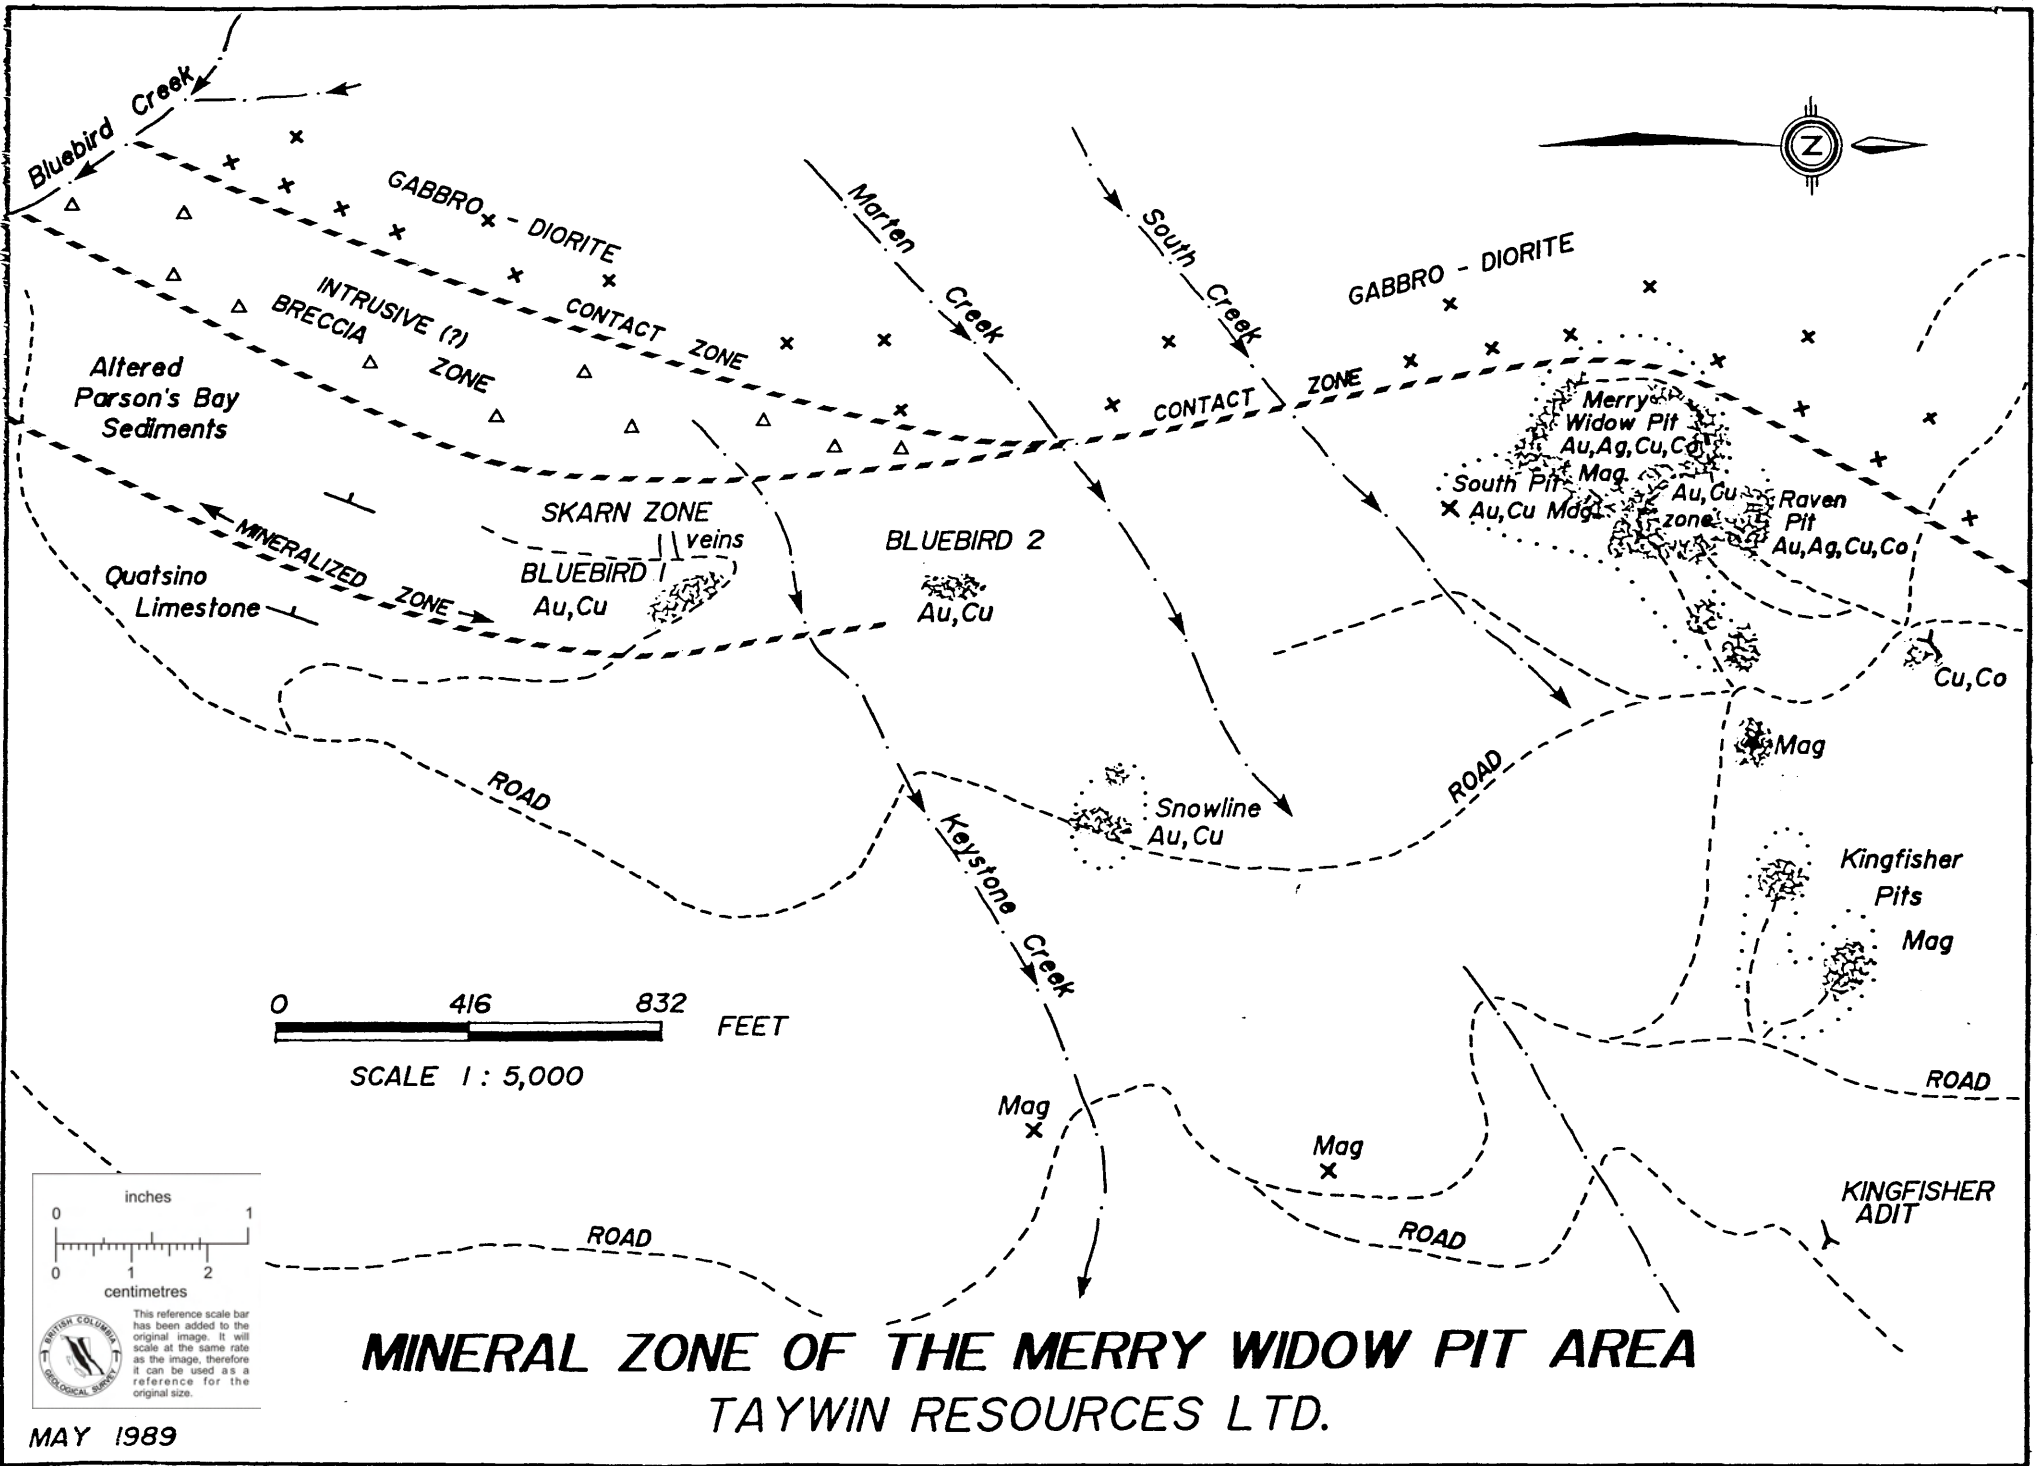 Bluebird Creek
N
GABBRO - DIORITE
Marten Creek
South Creek
GABBRO - DIORITE
INTRUSIVE (?)
BRECCIA ZONE
CONTACT ZONE
CONTACT ZONE
Altered
Parson's Bay
Sediments
Merry
Widow Pit
Au,Ag,Cu,Co
Mag
South Pit
Au,Cu Mag
Au,Cu
zone
Raven
Pit
Au,Ag,Cu,Co
SKARN ZONE
veins
MINERALIZED ZONE
BLUEBIRD 1
Au,Cu
BLUEBIRD 2
Au,Cu
Quatsino
Limestone
Cu,Co
Mag
ROAD
ROAD
Snowline
Au,Cu
Keystone Creek
Kingfisher
Pits
Mag
0 416 832
FEET
SCALE 1 : 5,000
ROAD
Mag
Mag
KINGFISHER
ADIT
ROAD
ROAD
inches
0 1
0 1 2
centimetres
BRITISH COLUMBIA
GEOLOGICAL SURVEY
This reference scale bar
has been added to the
original image. It will
scale at the same rate
as the image, therefore
it can be used as a
reference for the
original size.
MINERAL ZONE OF THE MERRY WIDOW PIT AREA
TAYWIN RESOURCES LTD.
MAY 1989